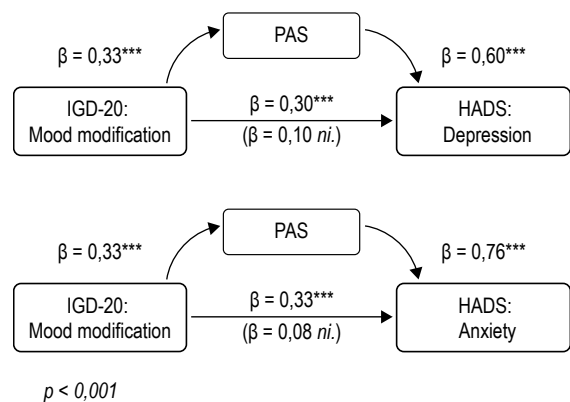 PAS
β = 0,33***
β = 0,60***
IGD-20:
Mood modification
β = 0,30***
(β = 0,10 ni.)
HADS:
Depression
PAS
β = 0,33***
β = 0,76***
IGD-20:
Mood modification
β = 0,33***
(β = 0,08 ni.)
HADS:
Anxiety
p < 0,001